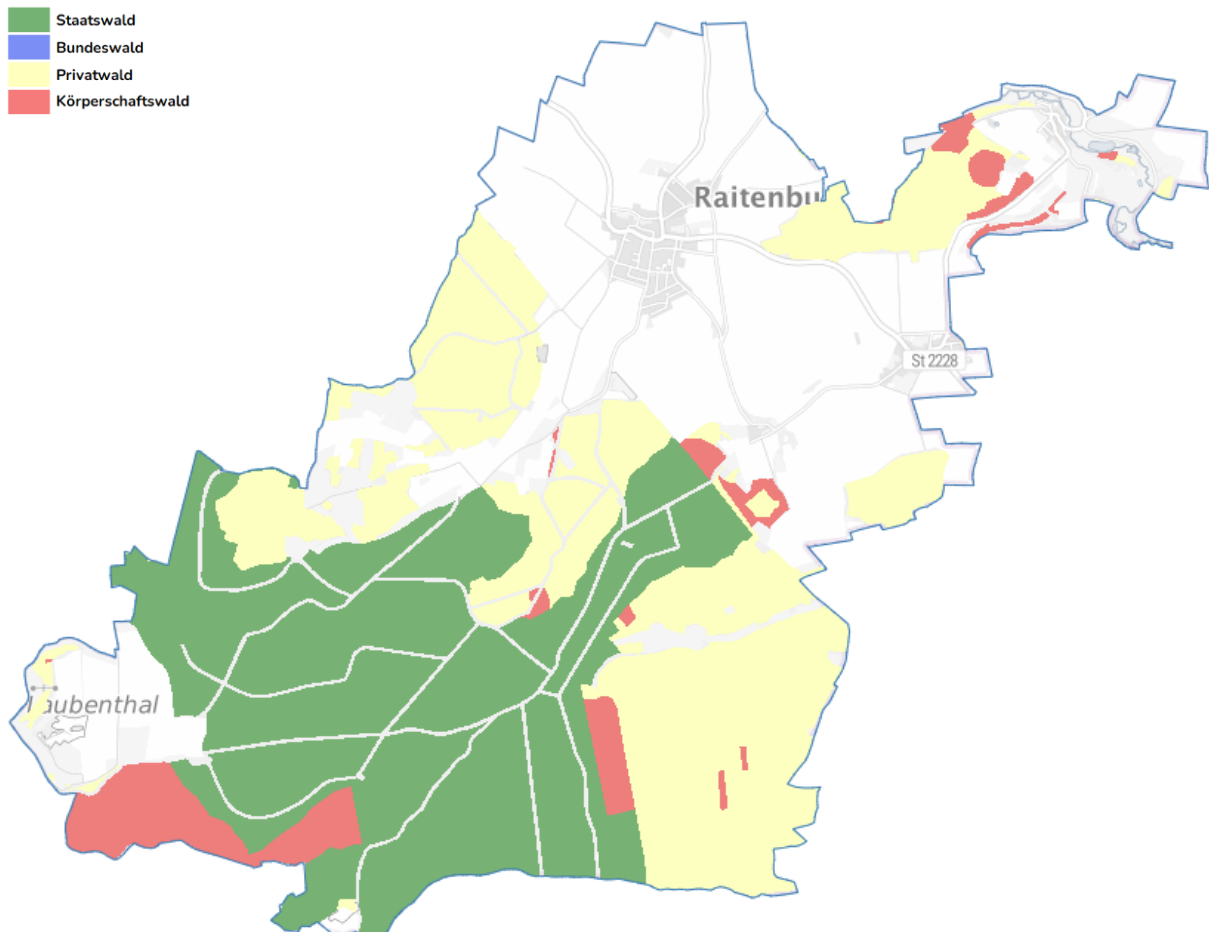 Staatswald
Bundeswald
Privatwald
Körperschaftswald
Raitenbu
St 2228
aubenthal